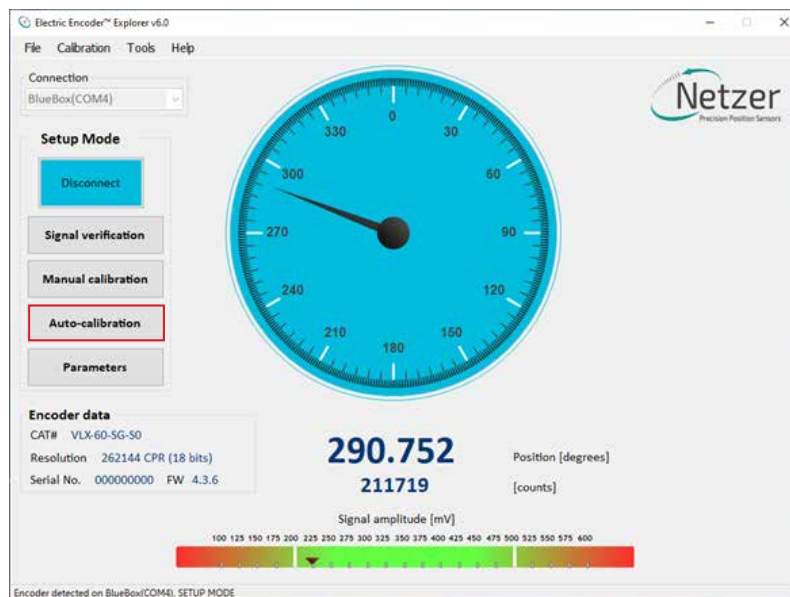 Electric Encoder™ Explorer v6.0
File Calibration Tools Help
Connection
BlueBox(COM4)
Setup Mode
Disconnect
Signal verification
Manual calibration
Auto-calibration
Parameters
Encoder data
CAT# VLX-60-SG-S0
Resolution 262144 CPR (18 bits)
Serial No. 000000000 FW 4.3.6
0
30
60
90
120
150
180
210
240
270
300
330
Netzer
Precision Position Sensors
290.752 Position [degrees]
211719 [counts]
Signal amplitude [mV]
100 125 150 175 200 225 250 275 300 325 350 375 400 425 450 475 500 525 550 575 600
Encoder detected on BlueBox(COM4). SETUP MODE